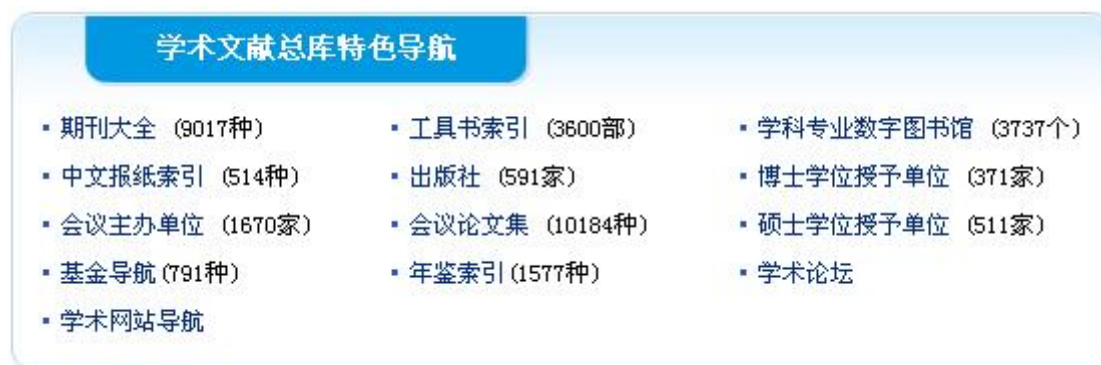 学术文献总库特色导航
▪ 期刊大全 (9017种) ▪ 工具书索引 (3600部) ▪ 学科专业数字图书馆 (3737个)
▪ 中文报纸索引 (514种) ▪ 出版社 (591家) ▪ 博士学位授予单位 (371家)
▪ 会议主办单位 (1670家) ▪ 会议论文集 (10184种) ▪ 硕士学位授予单位 (511家)
▪ 基金导航(791种) ▪ 年鉴索引(1577种) ▪ 学术论坛
▪ 学术网站导航